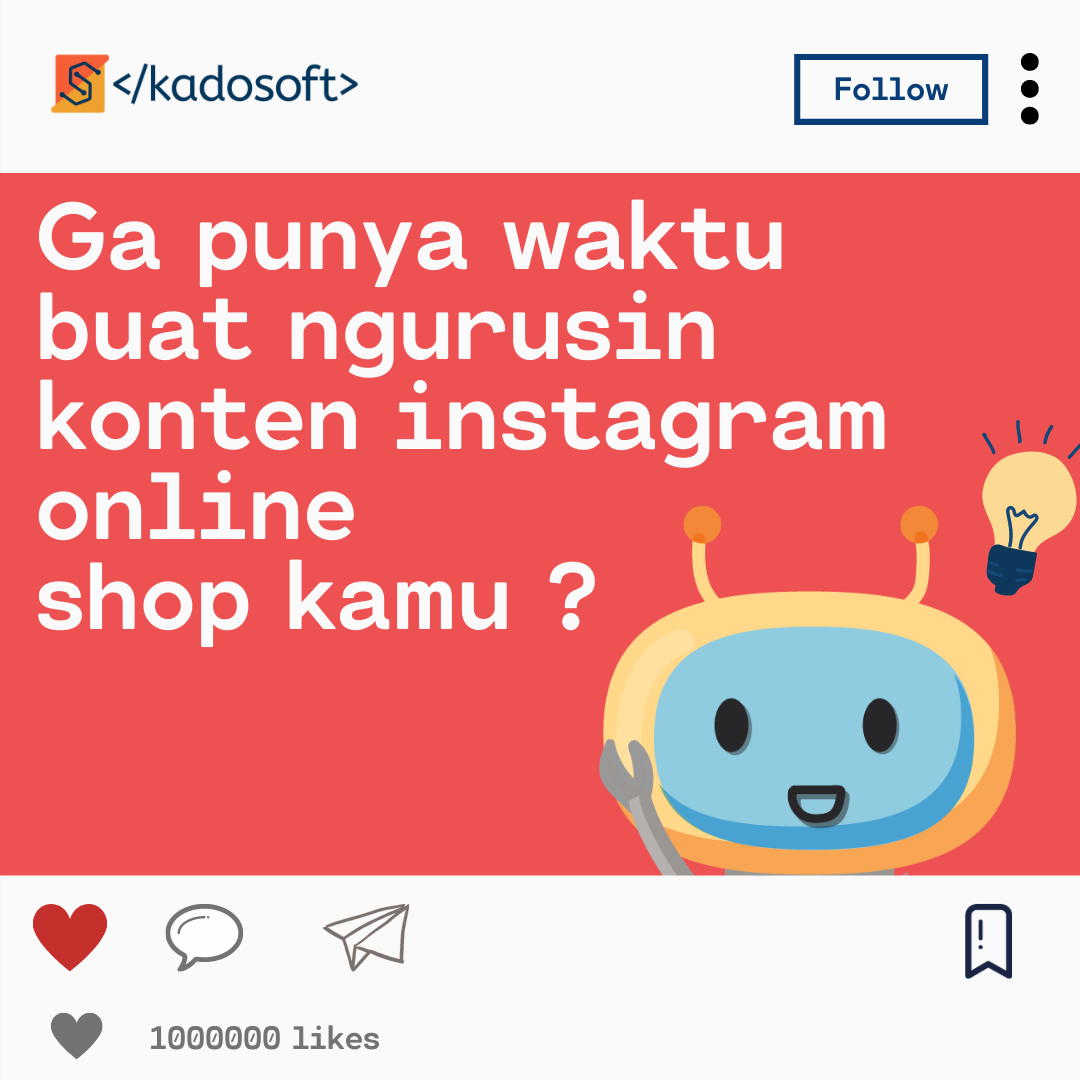 </kadosoft>
Follow
Ga punya waktu
buat ngurusin
konten instagram
online
shop kamu ?
1000000 likes